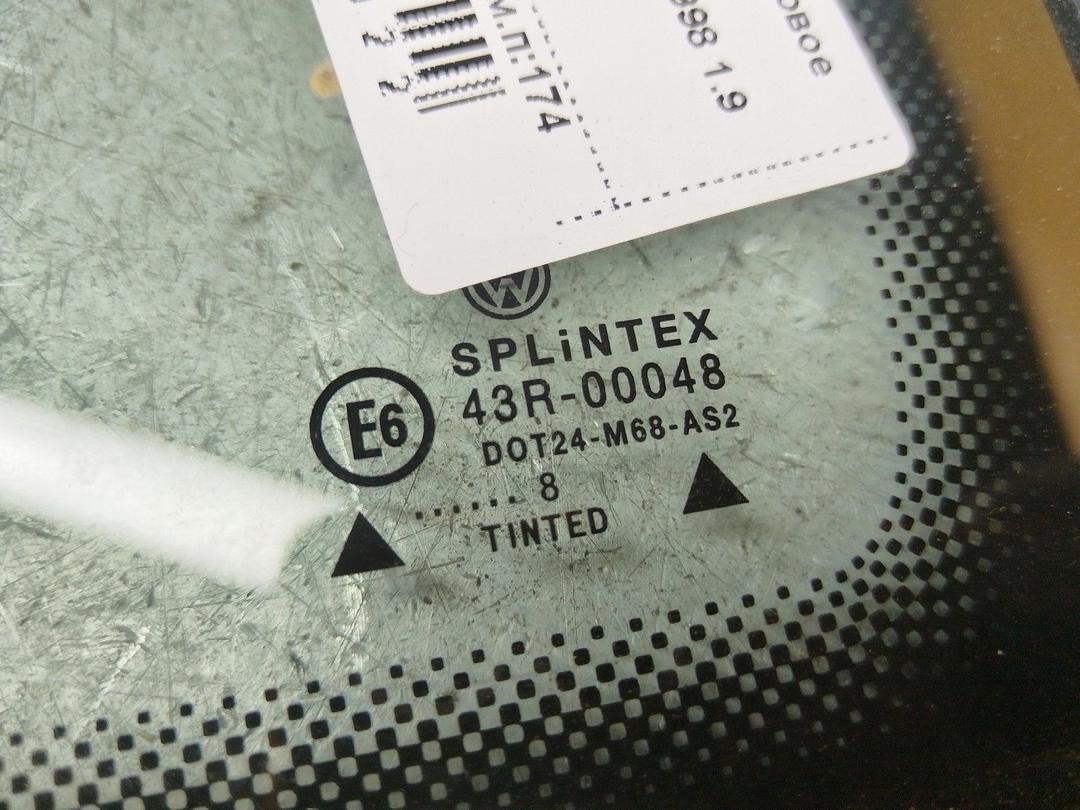 овое
998 1.9
М.П:174
SPLiNTEX
43R-00048
E6
DOT24-M68-AS2
...... 8
TINTED